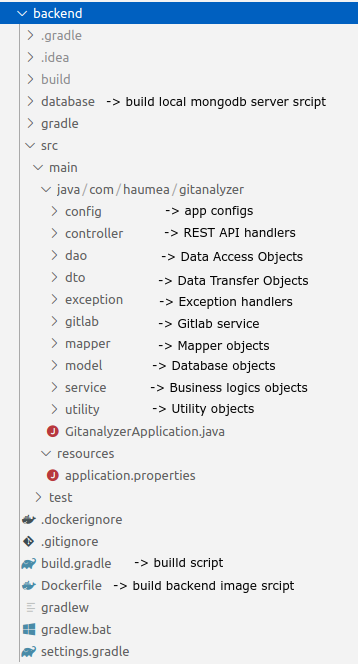 backend
.gradle
.idea
build
database -> build local mongodb server srcipt
gradle
src
main
java/com/haumea/gitanalyzer
config -> app configs
controller -> REST API handlers
dao -> Data Access Objects
dto -> Data Transfer Objects
exception -> Exception handlers
gitlab -> Gitlab service
mapper -> Mapper objects
model -> Database objects
service -> Business logics objects
utility -> Utility objects
J GitanalyzerApplication.java
resources
J application.properties
test
.dockerignore
.gitignore
build.gradle -> builld script
Dockerfile -> build backend image srcipt
gradlew
gradlew.bat
settings.gradle